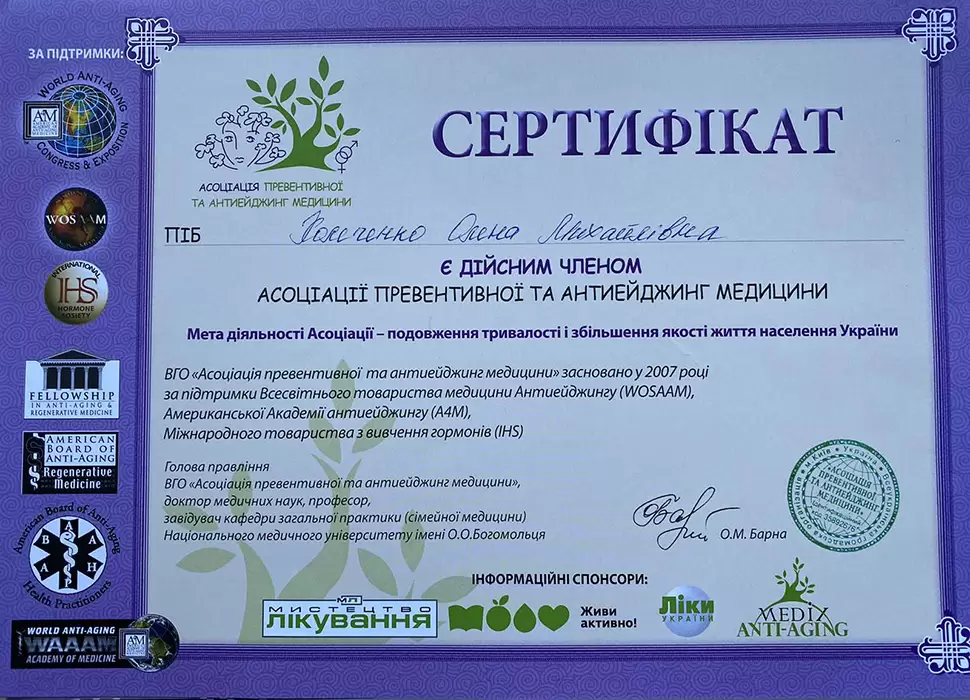 ЗА ПІДТРИМКИ:
WORLD ANTI-AGING
CONGRESS & EXPOSITION
WOSAAM
INTERNATIONAL
IHS
HORMONE
SOCIETY
FELLOWSHIP
IN ANTI-AGING &
REGENERATIVE MEDICINE
AMERICAN
BOARD OF
ANTI-AGING
Regenerative
Medicine
American Board of Anti-Aging
Health Practitioners
WORLD ANTI-AGING
WAAAM
ACADEMY OF MEDICINE
АСОЦІАЦІЯ ПРЕВЕНТИВНОЇ
ТА АНТИЕЙДЖИНГ МЕДИЦИНИ
СЕРТИФІКАТ
ПІБ Олена Михайлівна
Є ДІЙСНИМ ЧЛЕНОМ
АСОЦІАЦІЇ ПРЕВЕНТИВНОЇ ТА АНТИЕЙДЖИНГ МЕДИЦИНИ
Мета діяльності Асоціації – подовження тривалості і збільшення якості життя населення України
ВГО «Асоціація превентивної та антиейджинг медицини» засновано у 2007 році
за підтримки Всесвітнього товариства медицини Антиейджингу (WOSAAM),
Американської Академії антиейджингу (А4М),
Міжнародного товариства з вивчення гормонів (IHS)
Голова правління
ВГО «Асоціація превентивної та антиейджинг медицини»,
доктор медичних наук, професор,
завідувач кафедри загальної практики (сімейної медицини)
Національного медичного університету імені О.О.Богомольця
О.М. Барна
«АСОЦІАЦІЯ
ПРЕВЕНТИВНОЇ
ТА АНТИЕЙДЖИНГ
МЕДИЦИНИ»
ІНФОРМАЦІЙНІ СПОНСОРИ:
МЛ
МИСТЕЦТВО
ЛІКУВАННЯ
Живи
активно!
Ліки
УКРАЇНИ
MEDIX
ANTI-AGING